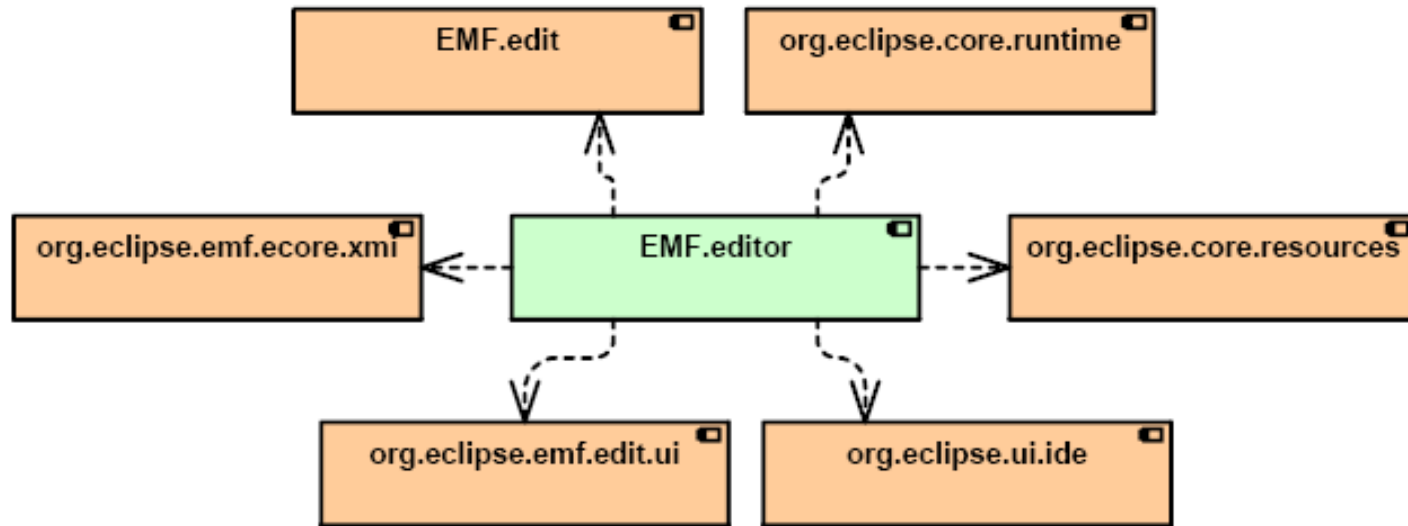 EMF.edit
org.eclipse.core.runtime
org.eclipse.emf.ecore.xmi
EMF.editor
org.eclipse.core.resources
org.eclipse.emf.edit.ui
org.eclipse.ui.ide